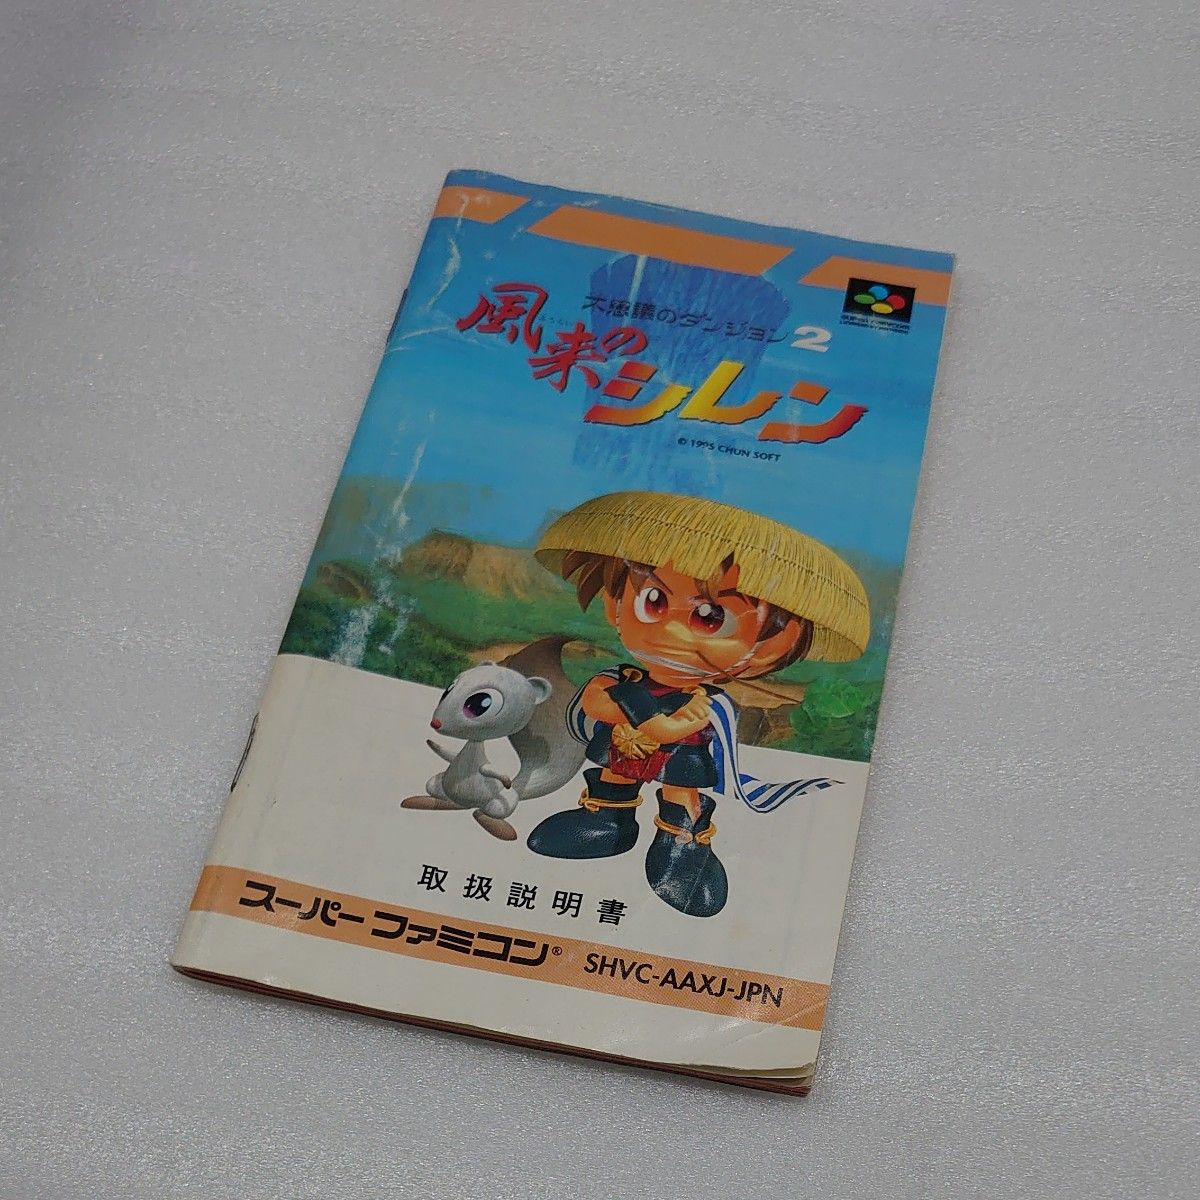 不思議のダンジョン2
風来の
シレン
© 1995 CHUN SOFT
取扱説明書
スーパーファミコン® SHVC-AAXJ-JPN